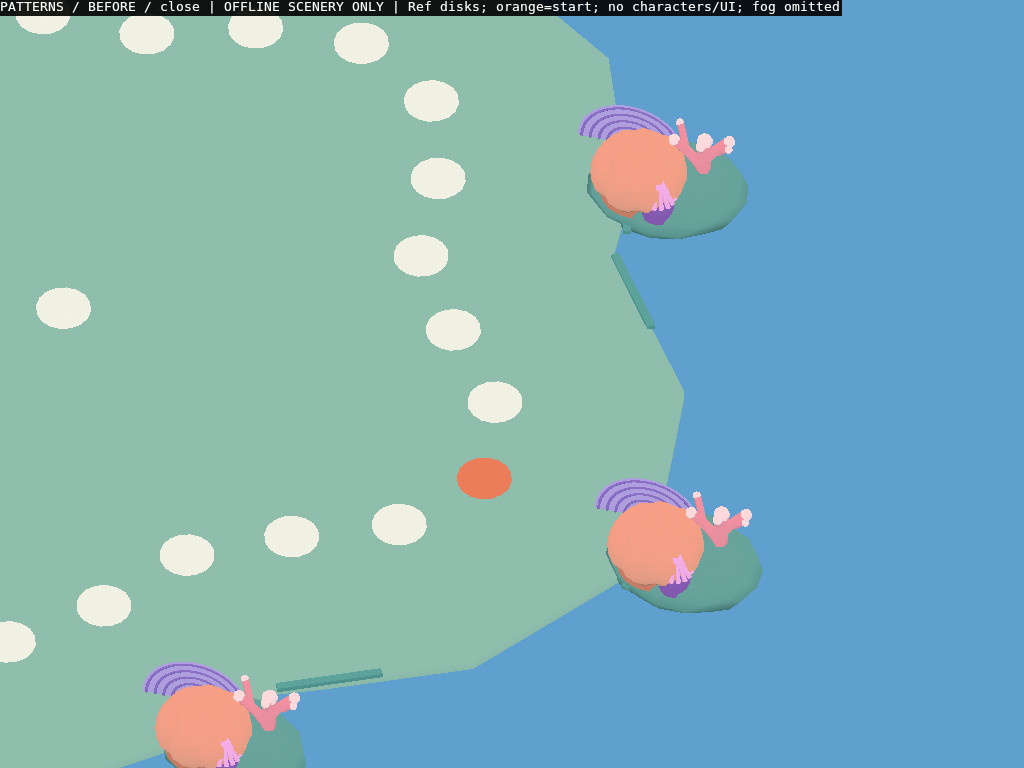 PATTERNS / BEFORE / close | OFFLINE SCENERY ONLY | Ref disks; orange=start; no characters/UI; fog omitted